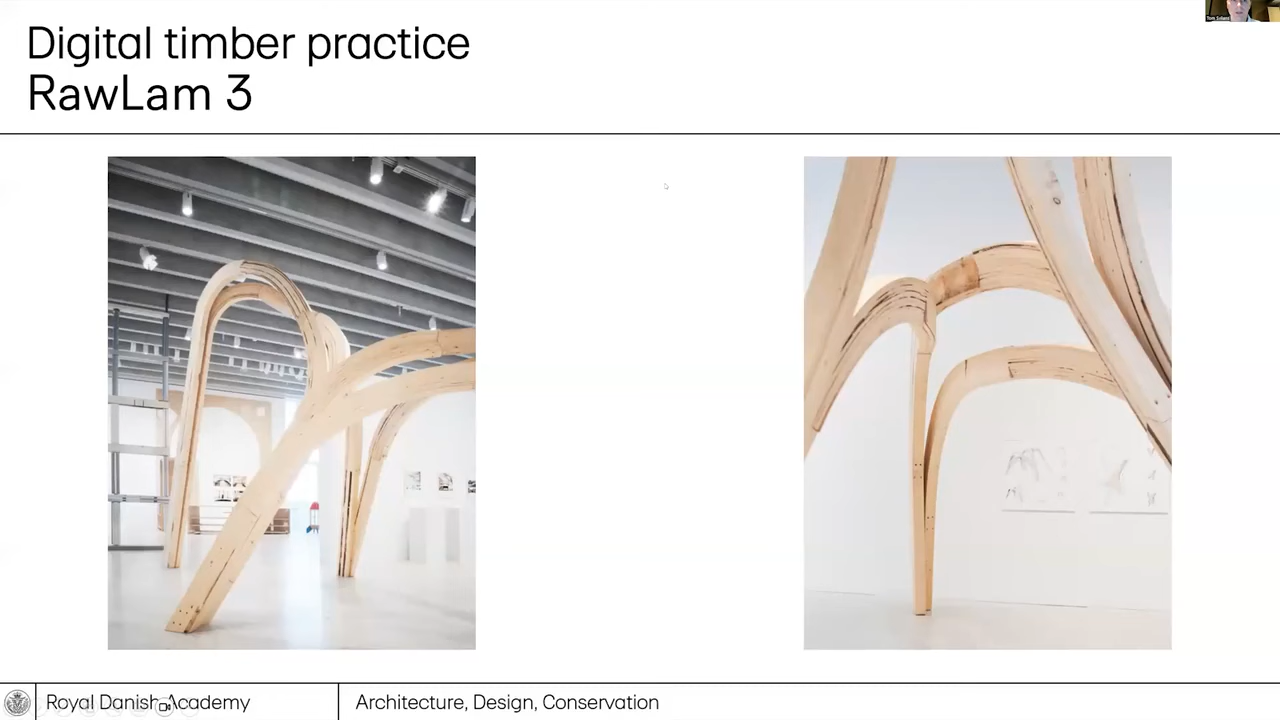 Digital timber practice
RawLam 3
Royal Danish Academy
Architecture, Design, Conservation